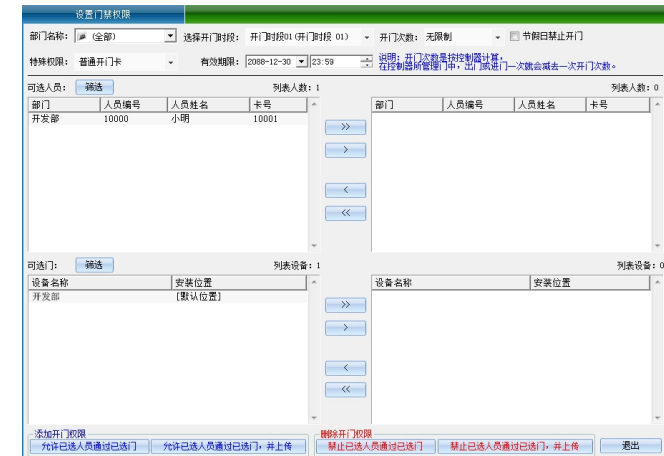 设置门禁权限
部门名称: (全部) 选择开门时段: 开门时段01(开门时段 01) 开门次数: 无限制 节假日禁止开门
特殊权限: 普通开门卡 有效期限: 2088-12-30 23:59 说明: 开门次数是按控制器计算,
在控制器所管理门中, 出门或进门一次就会减去一次开门次数。
可选人员: 筛选 列表人数: 1 列表人数: 0
部门 人员编号 人员姓名 卡号 部门 人员编号 人员姓名 卡号
开发部 10000 小明 10001
>>
>
<
<<
可选门: 筛选 列表设备: 1 列表设备: 0
设备名称 安装位置 设备名称 安装位置
开发部 [默认位置]
>>
>
<
<<
添加开门权限 删除开门权限
允许已选人员通过已选门 允许已选人员通过已选门, 并上传 禁止已选人员通过已选门 禁止已选人员通过已选门, 并上传 退出